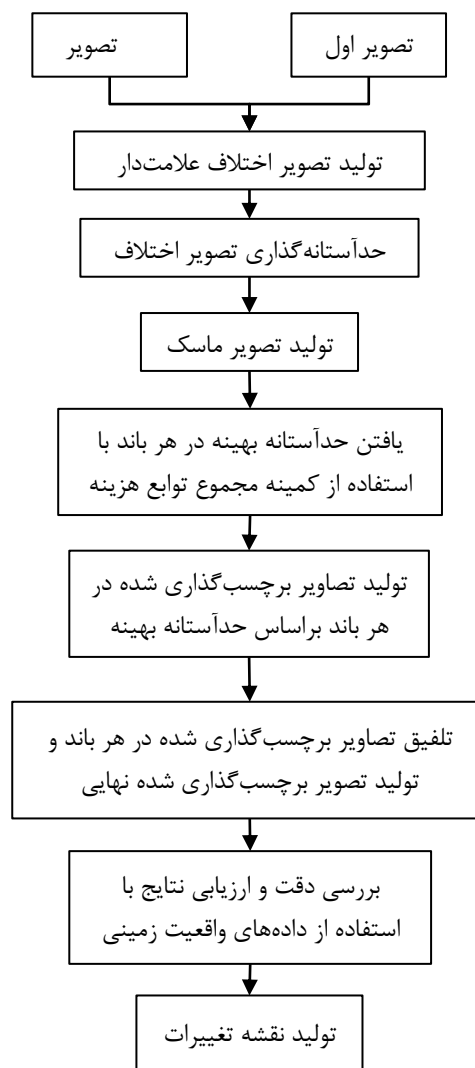 تصویر اول
تصویر
تولید تصویر اختلاف علامت‌دار
حدآستانه‌گذاری تصویر اختلاف
تولید تصویر ماسک
یافتن حدآستانه بهینه در هر باند با
استفاده از کمینه مجموع توابع هزینه
تولید تصاویر برچسب‌گذاری شده در
هر باند براساس حدآستانه بهینه
تلفیق تصاویر برچسب‌گذاری شده در هر باند و
تولید تصویر برچسب‌گذاری شده نهایی
بررسی دقت و ارزیابی نتایج با
استفاده از داده‌های واقعیت زمینی
تولید نقشه تغییرات